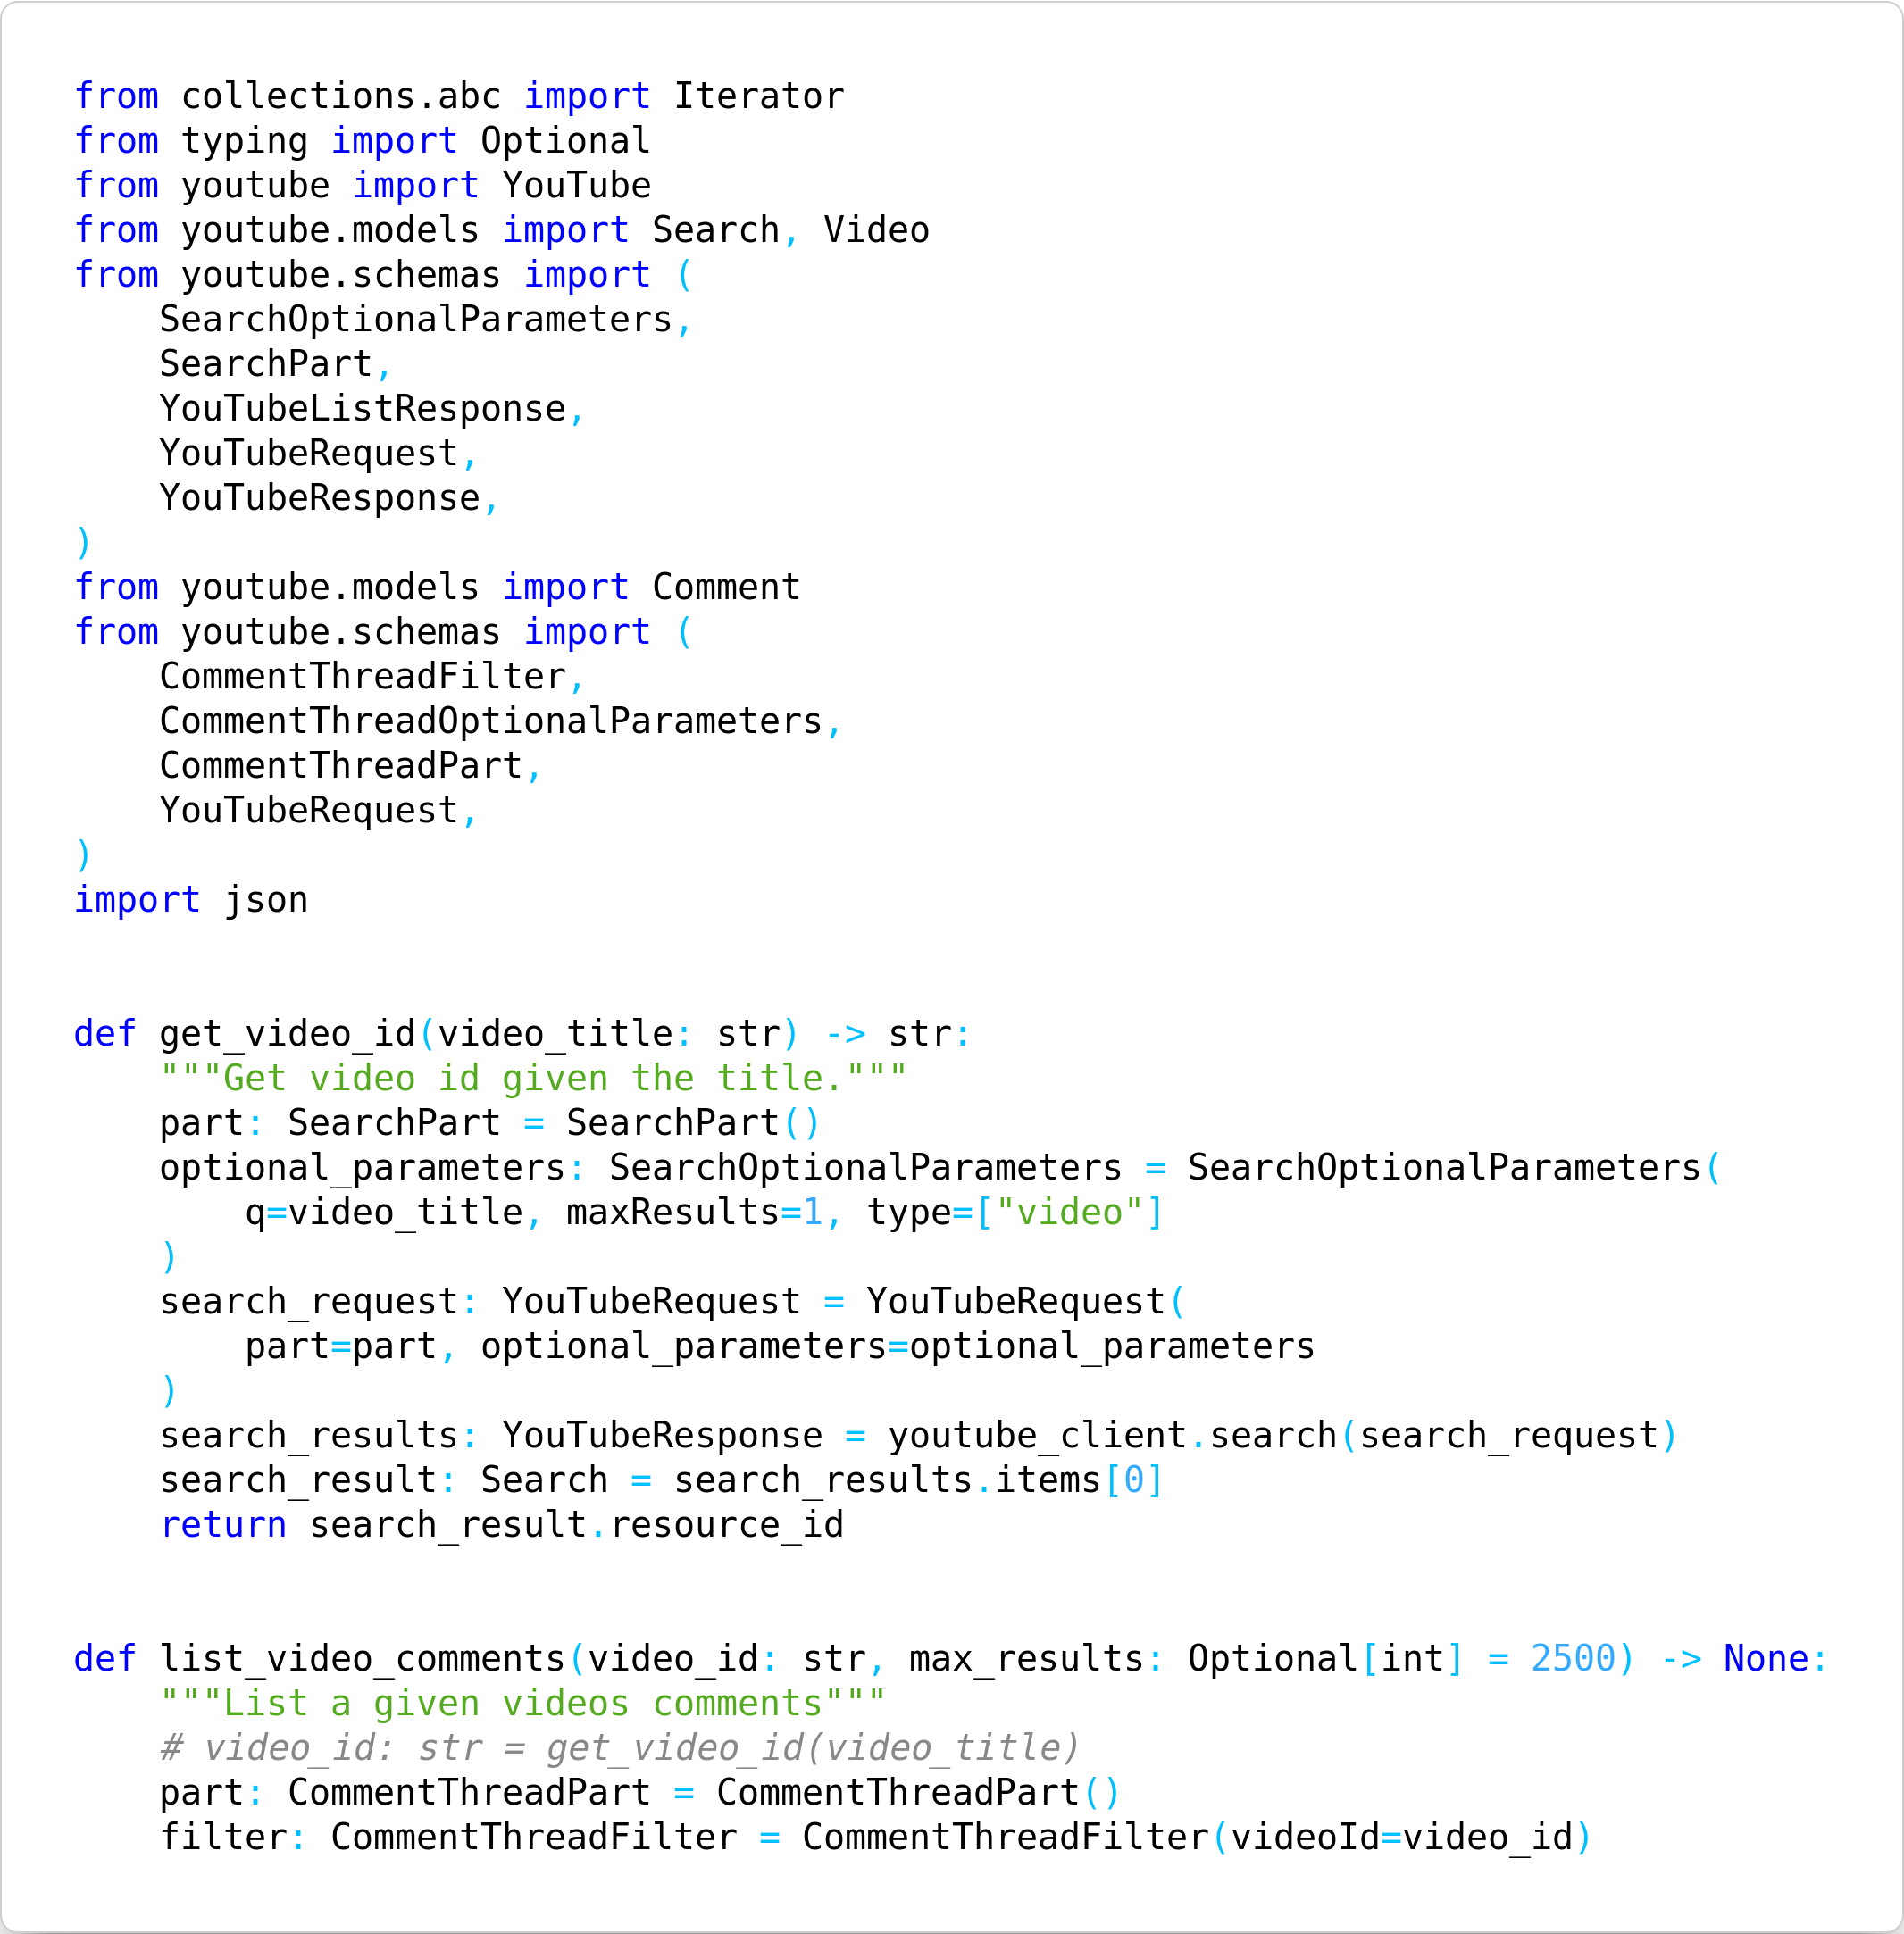 from collections.abc import Iterator
from typing import Optional
from youtube import YouTube
from youtube.models import Search, Video
from youtube.schemas import (
    SearchOptionalParameters,
    SearchPart,
    YouTubeListResponse,
    YouTubeRequest,
    YouTubeResponse,
)
from youtube.models import Comment
from youtube.schemas import (
    CommentThreadFilter,
    CommentThreadOptionalParameters,
    CommentThreadPart,
    YouTubeRequest,
)
import json


def get_video_id(video_title: str) -> str:
    """Get video id given the title."""
    part: SearchPart = SearchPart()
    optional_parameters: SearchOptionalParameters = SearchOptionalParameters(
        q=video_title, maxResults=1, type=["video"]
    )
    search_request: YouTubeRequest = YouTubeRequest(
        part=part, optional_parameters=optional_parameters
    )
    search_results: YouTubeResponse = youtube_client.search(search_request)
    search_result: Search = search_results.items[0]
    return search_result.resource_id


def list_video_comments(video_id: str, max_results: Optional[int] = 2500) -> None:
    """List a given videos comments"""
    # video_id: str = get_video_id(video_title)
    part: CommentThreadPart = CommentThreadPart()
    filter: CommentThreadFilter = CommentThreadFilter(videoId=video_id)